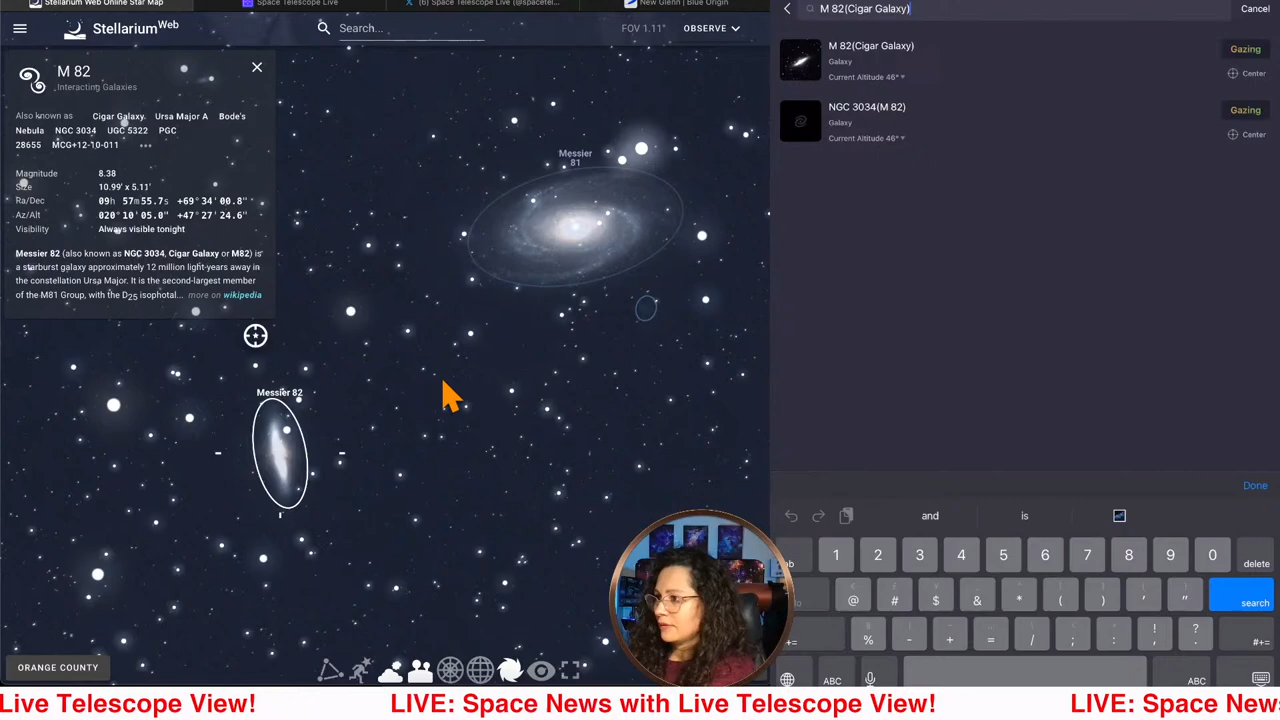 Stellarium Web Online Star Map
Space Telescope Live
(6) Space Telescope Live (@spacetel...
New Glenn | Blue Origin
Stellarium Web
Search...
FOV 1.11°
OBSERVE
M 82
Interacting Galaxies
Also known as Cigar Galaxy Ursa Major A Bode's
Nebula NGC 3034 UGC 5322 PGC
28655 MCG+12-10-011 •••
Magnitude 8.38
Size 10.99' x 5.11'
Ra/Dec 09h 57m55.7s +69°34'00.8"
Az/Alt 020°10'05.0" +47°27'24.6"
Visibility Always visible tonight
Messier 82 (also known as NGC 3034, Cigar Galaxy or M82) is
a starburst galaxy approximately 12 million light-years away in
the constellation Ursa Major. It is the second-largest member
of the M81 Group, with the D25 isophotal... more on wikipedia
Messier
81
Messier 82
ORANGE COUNTY
M 82(Cigar Galaxy)
Cancel
M 82(Cigar Galaxy)
Galaxy
Current Altitude 46°
Gazing
Center
NGC 3034(M 82)
Galaxy
Current Altitude 46°
Gazing
Center
Done
and
is
1 2 3 4 5 6 7 8 9 0 delete
@ # $ & * ( ) ' " search
% - + = / ; : ! ? #+=
ABC ABC
Live Telescope View!
LIVE: Space News with Live Telescope View!
LIVE: Space New